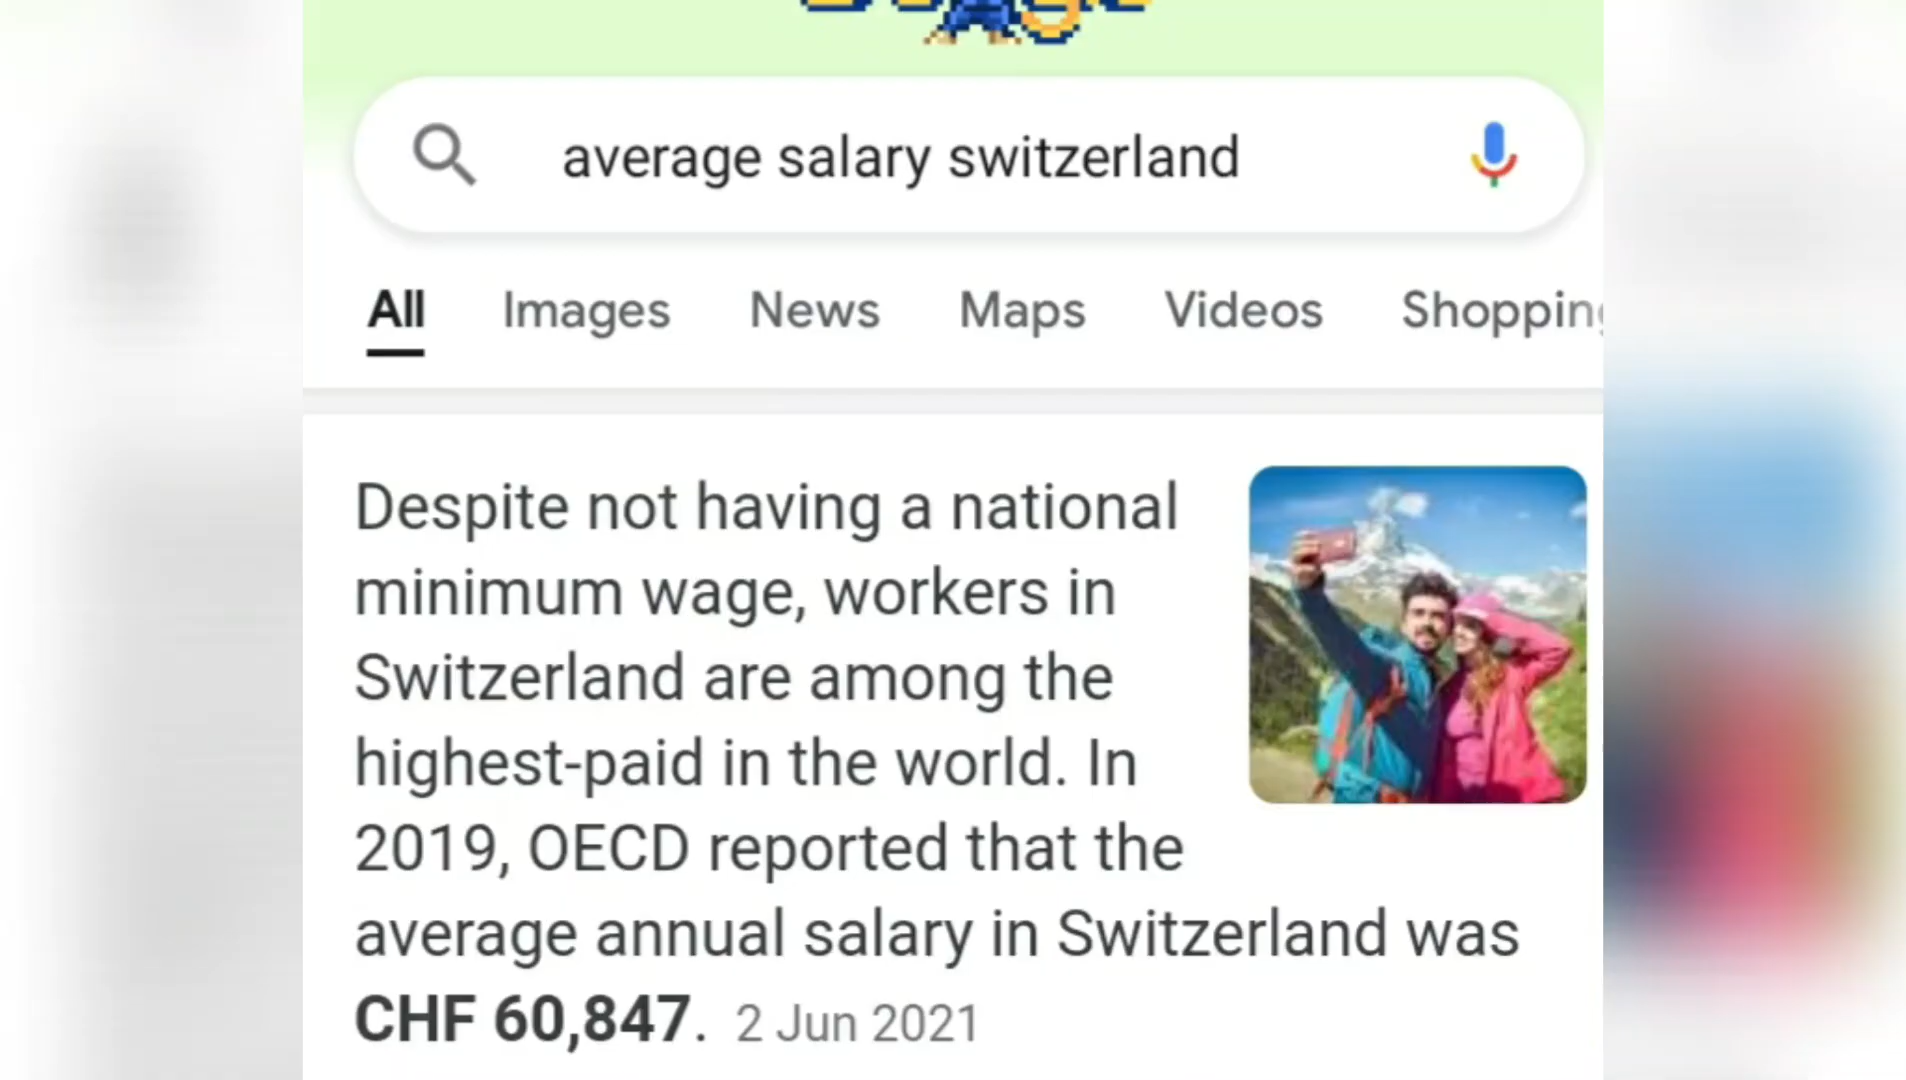 average salary switzerland
All Images News Maps Videos Shopping
Despite not having a national
minimum wage, workers in
Switzerland are among the
highest-paid in the world. In
2019, OECD reported that the
average annual salary in Switzerland was
CHF 60,847. 2 Jun 2021